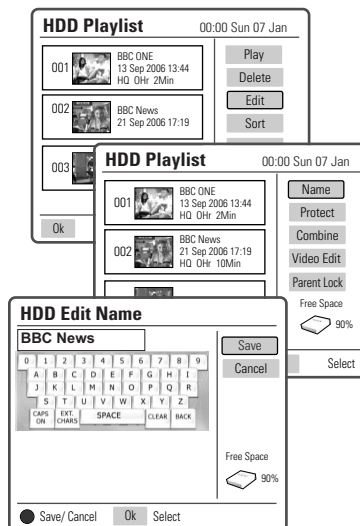 HDD Playlist 00:00 Sun 07 Jan
001 BBC ONE
13 Sep 2006 13:44
HQ 0Hr 2Min
002 BBC News
21 Sep 2006 17:19
003
Play
Delete
Edit
Sort
Ok
HDD Playlist 00:00 Sun 07 Jan
001 BBC ONE
13 Sep 2006 13:44
HQ 0Hr 2Min
002 BBC News
21 Sep 2006 17:19
HQ 0Hr 10Min
Name
Protect
Combine
Video Edit
Parent Lock
Free Space
90%
Select
HDD Edit Name
BBC News
0 1 2 3 4 5 6 7 8 9
A B C D E F G H I
J K L M N O P Q R
S T U V W X Y Z
CAPS ON EXT. CHARS SPACE CLEAR BACK
Save
Cancel
Free Space
90%
Save/ Cancel Ok Select